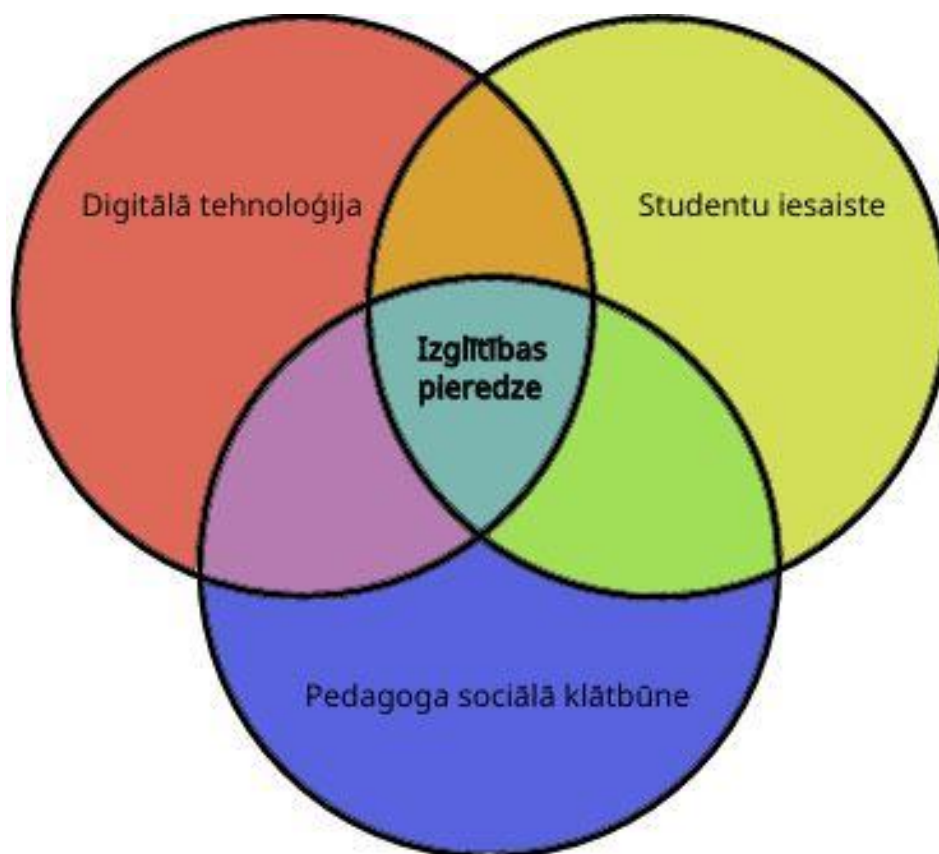 Digitālā tehnoloģija
Studentu iesaiste
Izglītības
pieredze
Pedagoga sociālā klātbūne